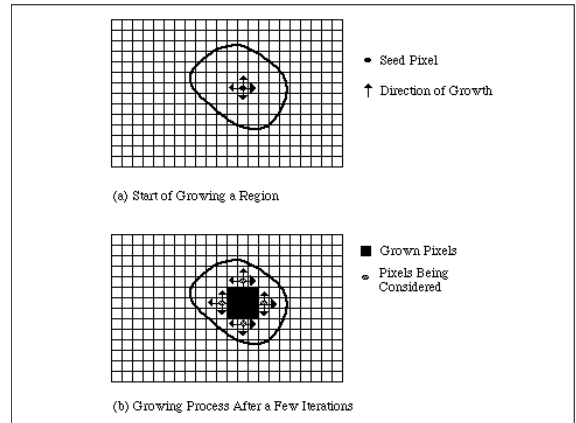 Seed Pixel
Direction of Growth
(a) Start of Growing a Region
Grown Pixels
Pixels Being
Considered
(b) Growing Process After a Few Iterations